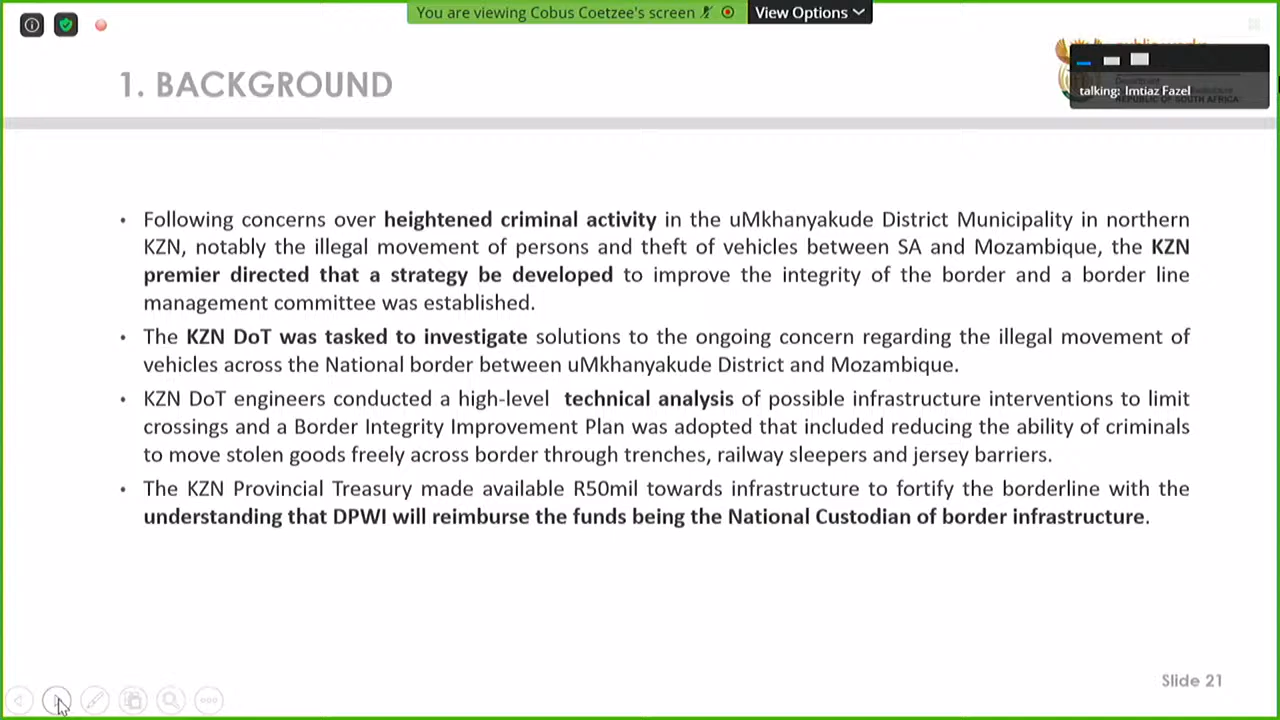 You are viewing Cobus Coetzee's screen
View Options
1. BACKGROUND
talking: Imtiaz Fazel
REPUBLIC OF SOUTH AFRICA
• Following concerns over heightened criminal activity in the uMkhanyakude District Municipality in northern
KZN, notably the illegal movement of persons and theft of vehicles between SA and Mozambique, the KZN
premier directed that a strategy be developed to improve the integrity of the border and a border line
management committee was established.
• The KZN DoT was tasked to investigate solutions to the ongoing concern regarding the illegal movement of
vehicles across the National border between uMkhanyakude District and Mozambique.
• KZN DoT engineers conducted a high-level technical analysis of possible infrastructure interventions to limit
crossings and a Border Integrity Improvement Plan was adopted that included reducing the ability of criminals
to move stolen goods freely across border through trenches, railway sleepers and jersey barriers.
• The KZN Provincial Treasury made available R50mil towards infrastructure to fortify the borderline with the
understanding that DPWI will reimburse the funds being the National Custodian of border infrastructure.
Slide 21